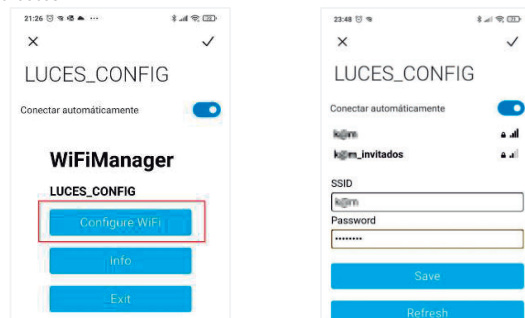 21:26
LUCES_CONFIG
Conectar automáticamente
WiFiManager
LUCES_CONFIG
Configure WiFi
Info
Exit
23:48
LUCES_CONFIG
Conectar automáticamente
k@m
k@m_invitados
SSID
k@m
Password
••••••••
Save
Refresh